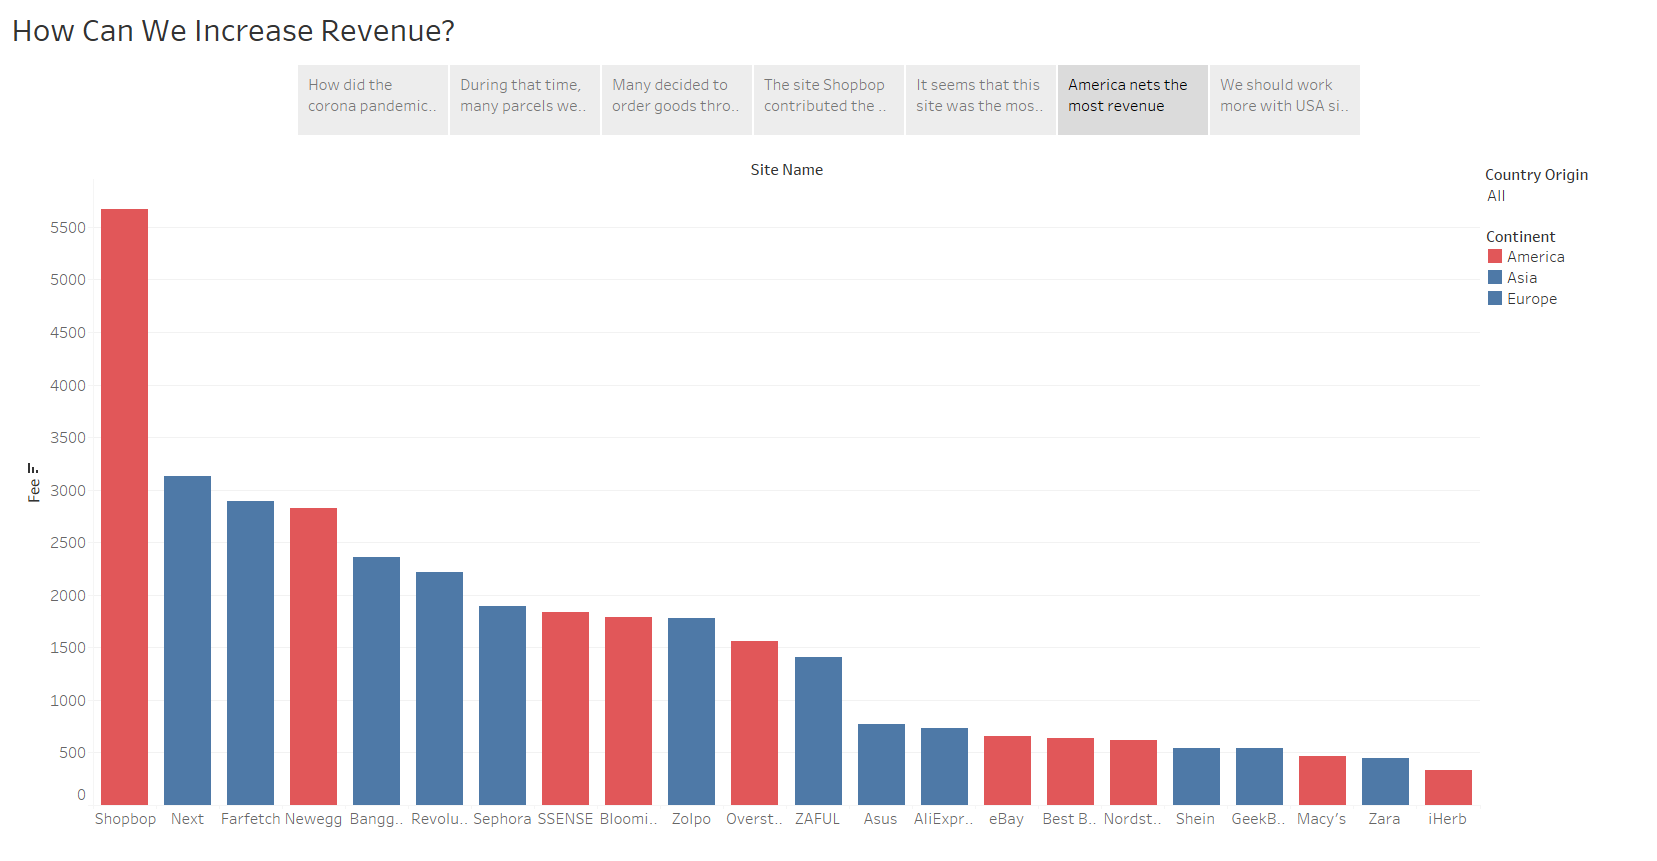 How Can We Increase Revenue?
How did the
corona pandemic..
During that time,
many parcels we..
Many decided to
order goods thro..
The site Shopbop
contributed the ..
It seems that this
site was the mos..
America nets the
most revenue
We should work
more with USA si..
Site Name
Country Origin
All
Continent
America
Asia
Europe
Fee
5500
5000
4500
4000
3500
3000
2500
2000
1500
1000
500
0
Shopbop
Next
Farfetch
Newegg
Bangg..
Revolu..
Sephora
SSENSE
Bloomi..
Zolpo
Overst..
ZAFUL
Asus
AliExpr..
eBay
Best B..
Nordst..
Shein
GeekB..
Macy's
Zara
iHerb